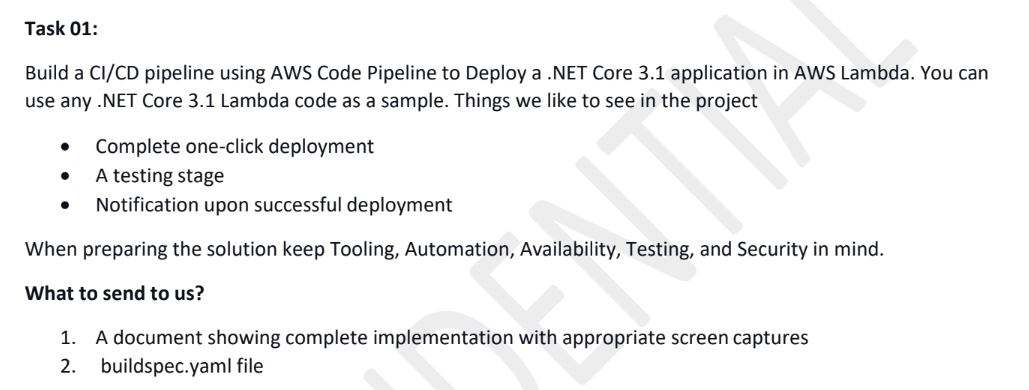 Task 01:
Build a CI/CD pipeline using AWS Code Pipeline to Deploy a .NET Core 3.1 application in AWS Lambda. You can
use any .NET Core 3.1 Lambda code as a sample. Things we like to see in the project
• Complete one-click deployment
• A testing stage
• Notification upon successful deployment
When preparing the solution keep Tooling, Automation, Availability, Testing, and Security in mind.
What to send to us?
1. A document showing complete implementation with appropriate screen captures
2. buildspec.yaml file
DENTIAL